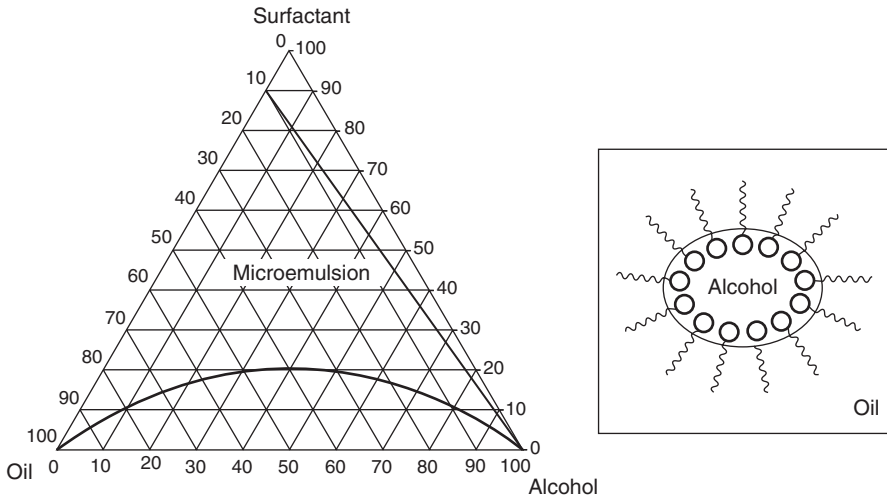 Surfactant
0 100
10 90
20 80
30 70
40 60
50 50
Microemulsion
60 40
70 30
80 20
90 10
100 0
Oil 0 10 20 30 40 50 60 70 80 90 100
Alcohol
Alcohol
Oil